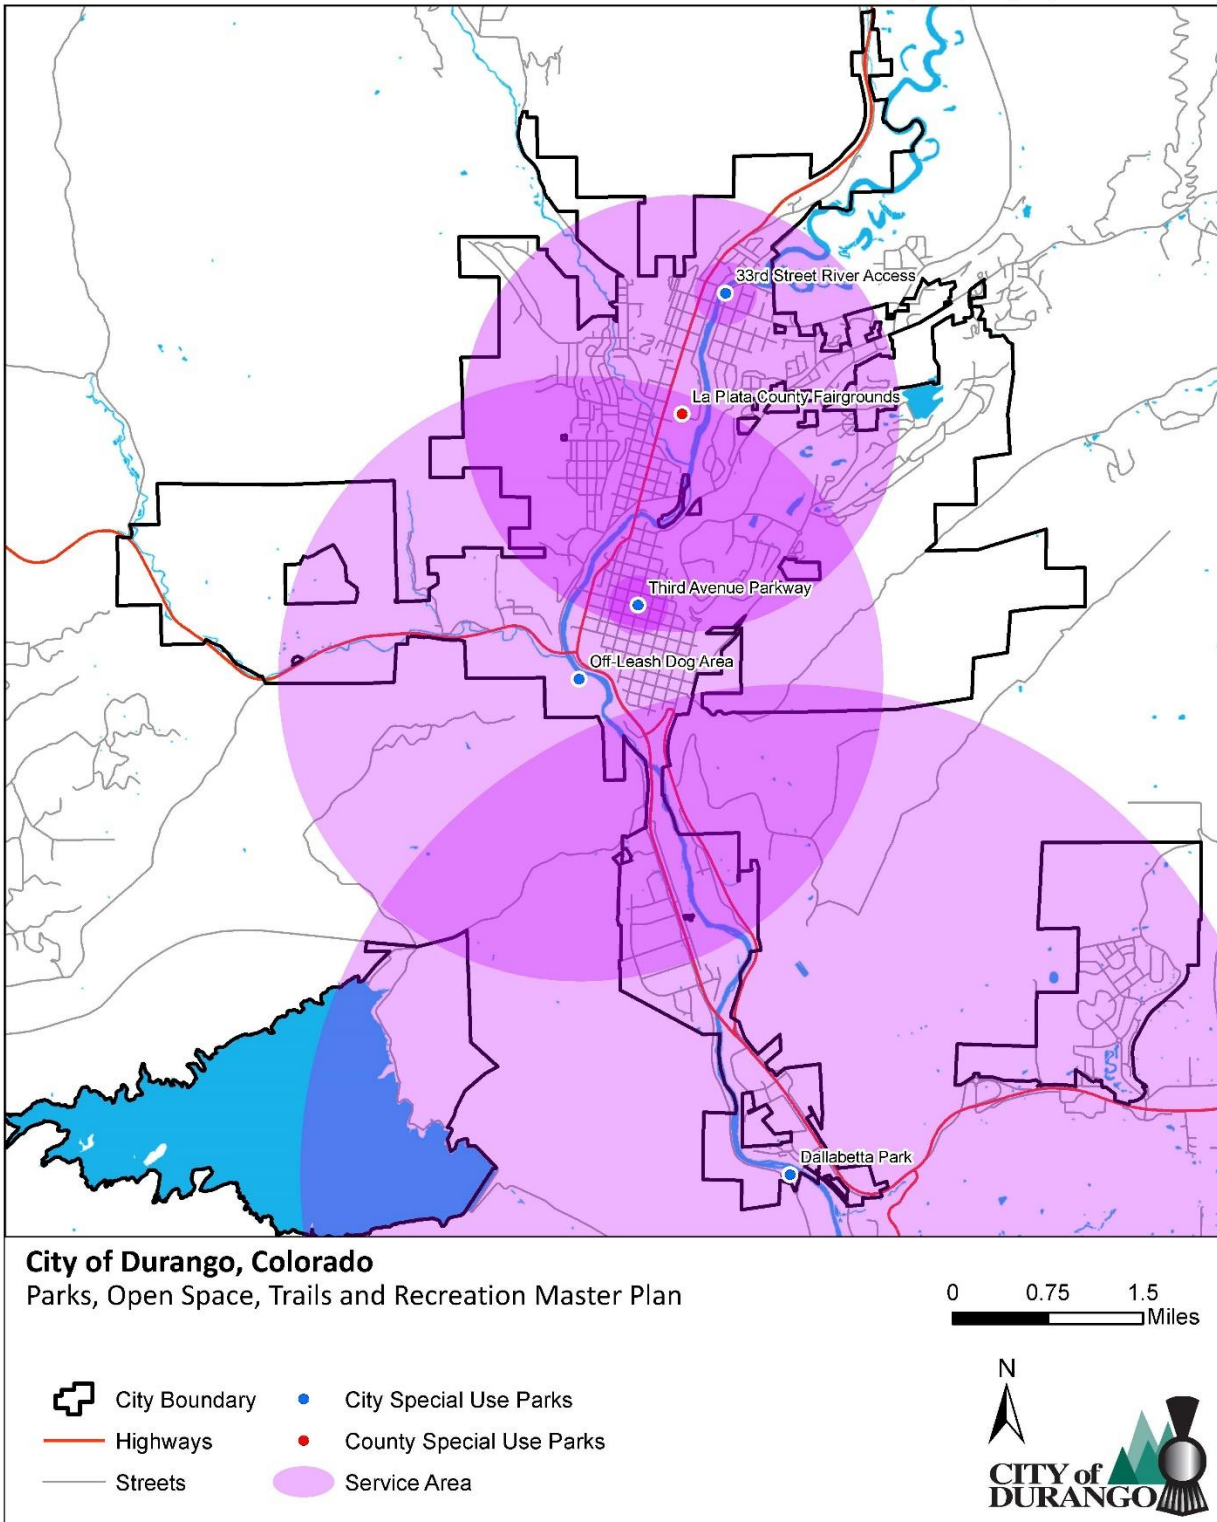 33rd Street River Access
La Plata County Fairgrounds
Third Avenue Parkway
Off-Leash Dog Area
Dallabetta Park
City of Durango, Colorado
Parks, Open Space, Trails and Recreation Master Plan
0 0.75 1.5
Miles
City Boundary
City Special Use Parks
Highways
County Special Use Parks
Streets
Service Area
N
CITY of
DURANGO